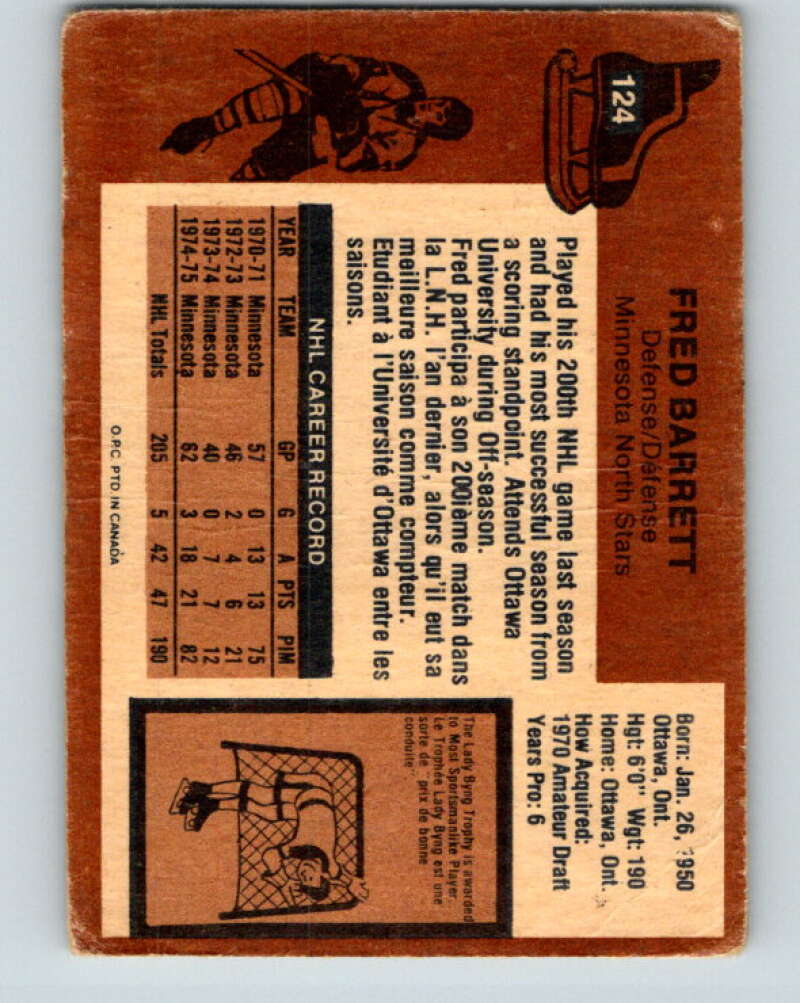 124
FRED BARRETT
Defense/Défense
Minnesota North Stars
Born: Jan. 26, 1950
Ottawa, Ont.
Hgt: 6'0" Wgt: 190
Home: Ottawa, Ont.
How Acquired:
1970 Amateur Draft
Years Pro: 6
Played his 200th NHL game last season
and had his most successful season from
a scoring standpoint. Attends Ottawa
University during Off-season.
Fred participa à son 200ième match dans
la L.N.H. l'an dernier, alors qu'il eut sa
meilleure saison comme compteur.
Etudiant à l'Université d'Ottawa entre les
saisons.
NHL CAREER RECORD
YEAR TEAM GP G A PTS PIM
1970-71 Minnesota 57 0 13 13 75
1972-73 Minnesota 46 2 4 6 21
1973-74 Minnesota 40 0 7 7 12
1974-75 Minnesota 62 3 18 21 82
NHL Totals 205 5 42 47 190
The Lady Byng Trophy is awarded
to Most Sportsmanlike Player.
Le Trophée Lady Byng est une
sorte de "prix de bonne
conduite"
O.P.C. PTD. IN CANADA